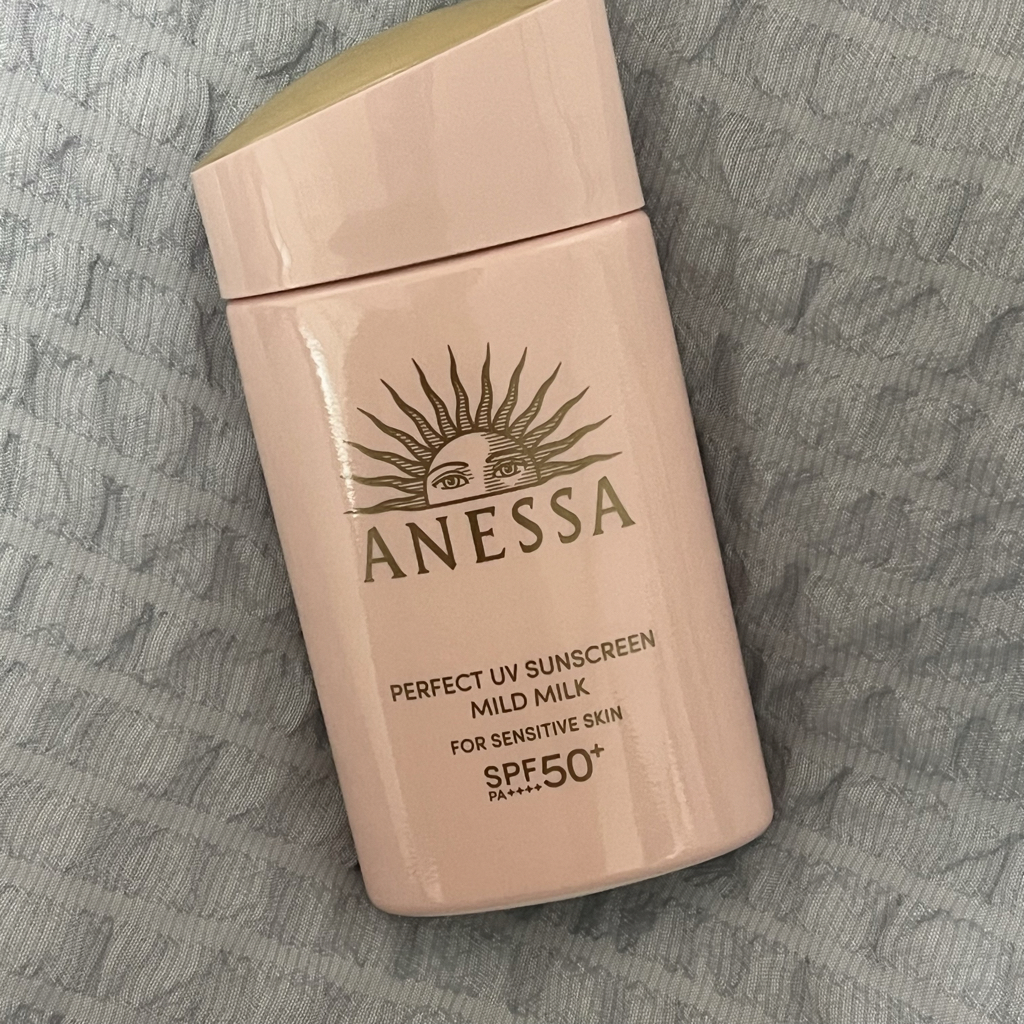 ANESSA
PERFECT UV SUNSCREEN
MILD MILK
FOR SENSITIVE SKIN
SPF50+
PA++++